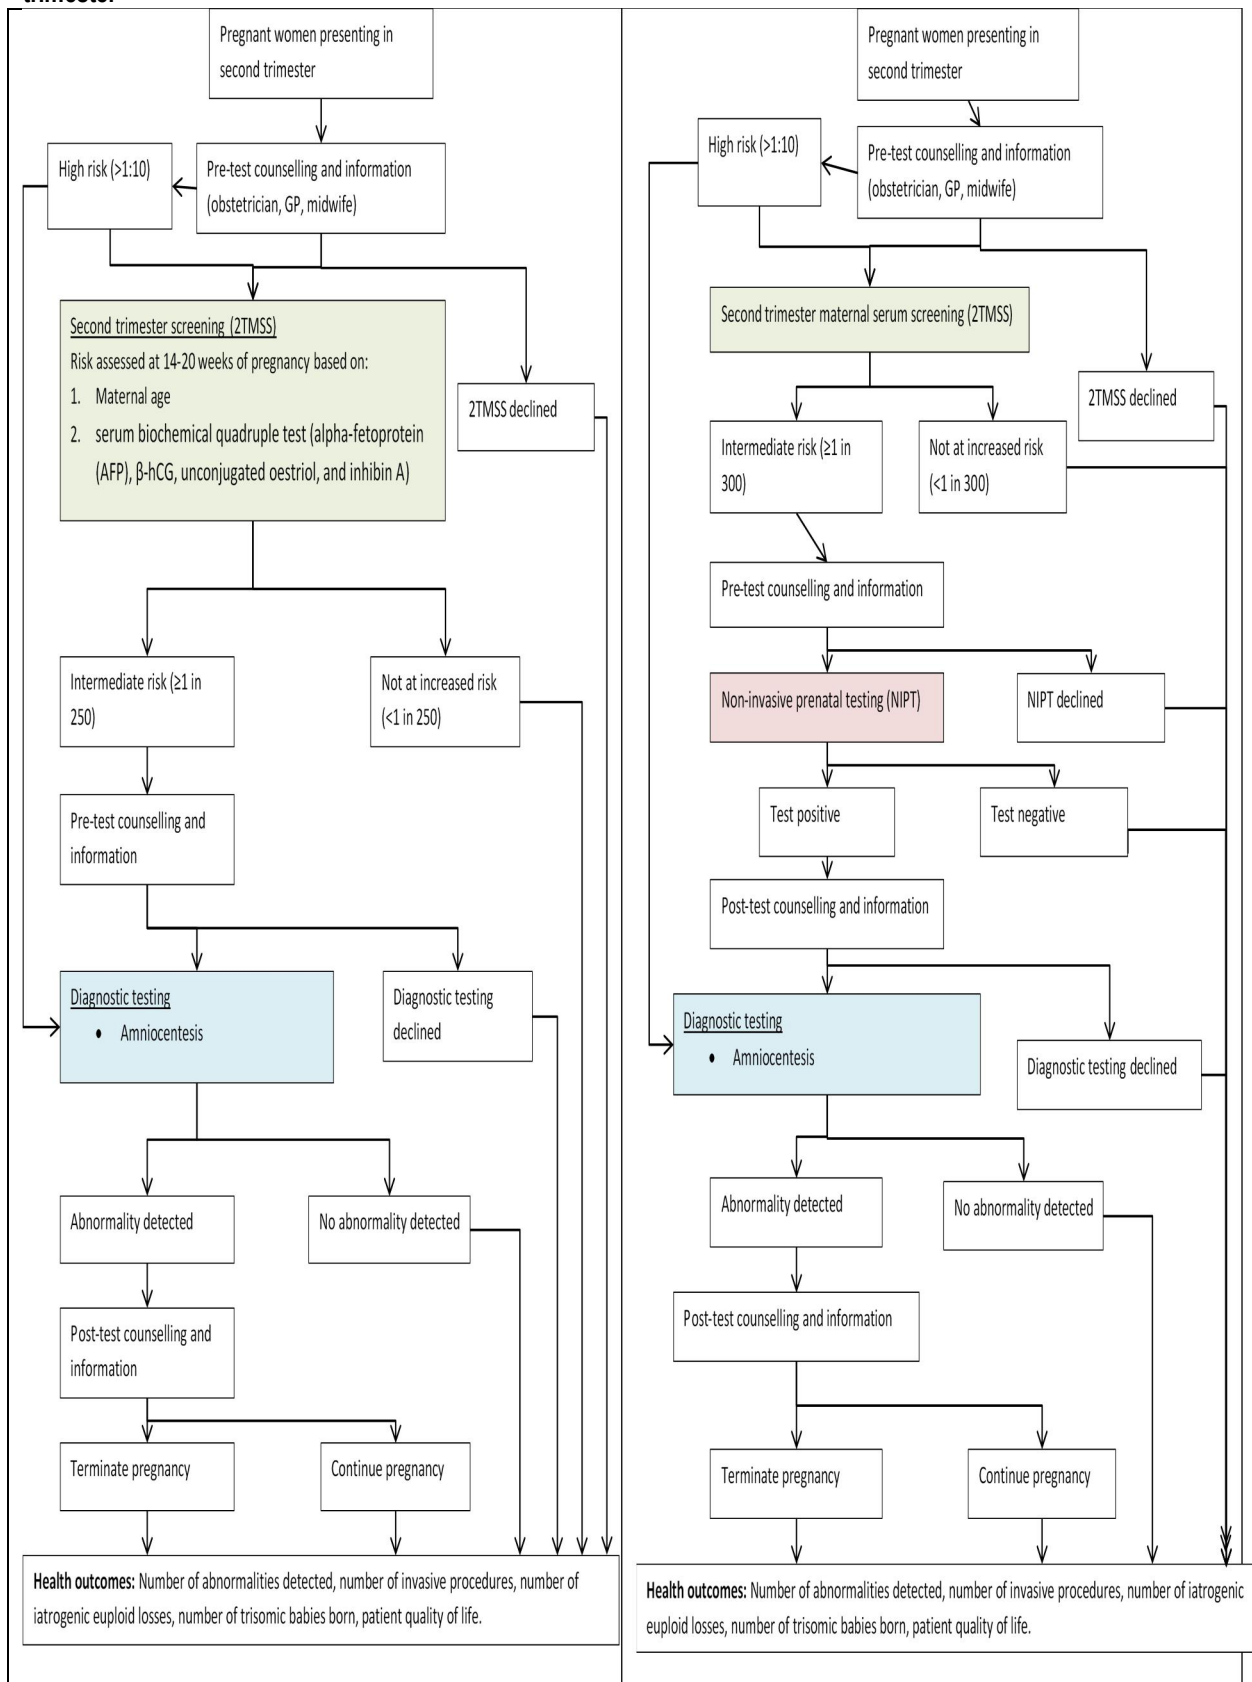 trimester
Pregnant women presenting in
second trimester
High risk (>1:10)
Pre-test counselling and information
(obstetrician, GP, midwife)
Second trimester screening (2TMSS)
Risk assessed at 14-20 weeks of pregnancy based on:
1. Maternal age
2. serum biochemical quadruple test (alpha-fetoprotein
(AFP), β-hCG, unconjugated oestriol, and inhibin A)
2TMSS declined
Intermediate risk (≥1 in
250)
Not at increased risk
(<1 in 250)
Pre-test counselling and
information
Diagnostic testing
• Amniocentesis
Diagnostic testing
declined
Abnormality detected
No abnormality detected
Post-test counselling and
information
Terminate pregnancy
Continue pregnancy
Health outcomes: Number of abnormalities detected, number of invasive procedures, number of
iatrogenic euploid losses, number of trisomic babies born, patient quality of life.
Pregnant women presenting in
second trimester
High risk (>1:10)
Pre-test counselling and information
(obstetrician, GP, midwife)
Second trimester maternal serum screening (2TMSS)
2TMSS declined
Intermediate risk (≥1 in
300)
Not at increased risk
(<1 in 300)
Pre-test counselling and information
Non-invasive prenatal testing (NIPT)
NIPT declined
Test positive
Test negative
Post-test counselling and information
Diagnostic testing
• Amniocentesis
Diagnostic testing declined
Abnormality detected
No abnormality detected
Post-test counselling and information
Terminate pregnancy
Continue pregnancy
Health outcomes: Number of abnormalities detected, number of invasive procedures, number of iatrogenic
euploid losses, number of trisomic babies born, patient quality of life.